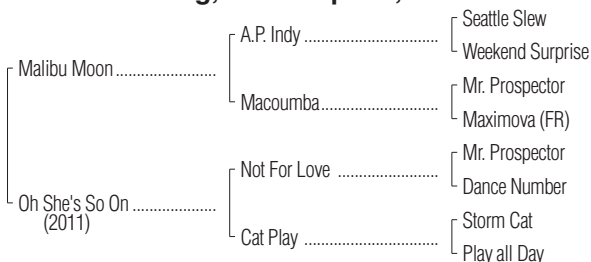 Seattle Slew
A.P. Indy
Weekend Surprise
Malibu Moon
Mr. Prospector
Macoumba
Maximova (FR)
Mr. Prospector
Not For Love
Dance Number
Oh She's So On
(2011)
Storm Cat
Cat Play
Play all Day